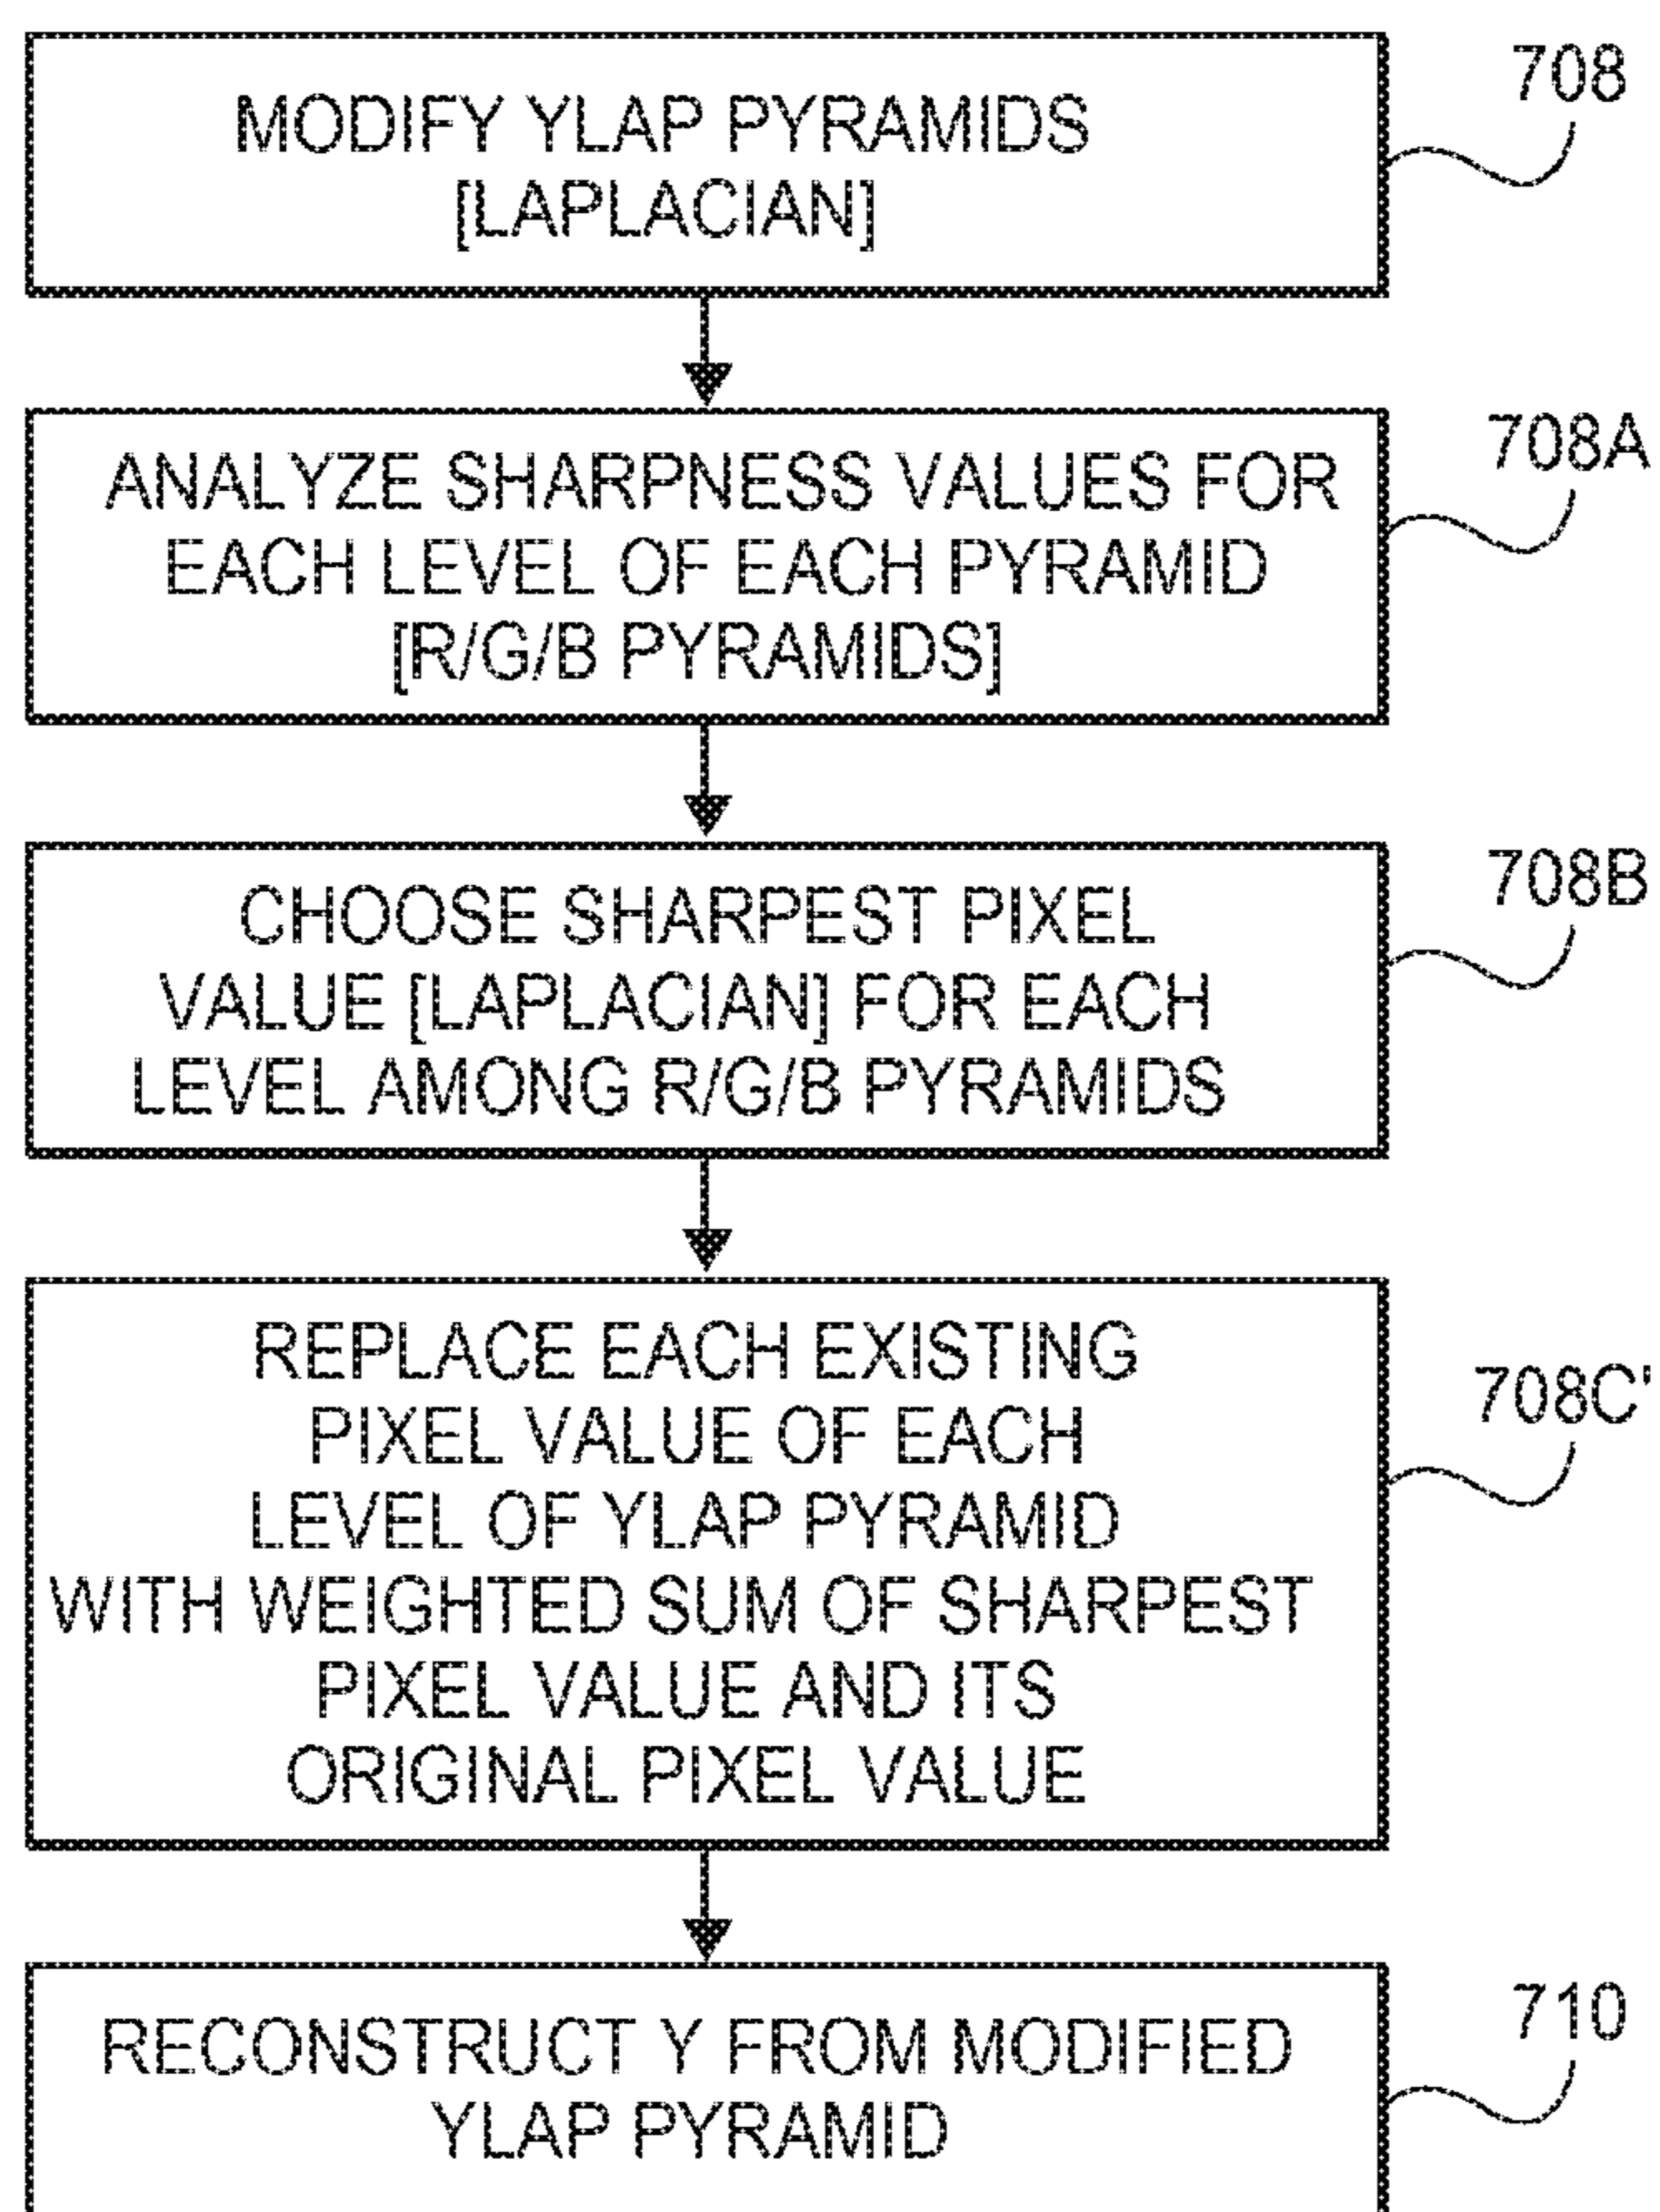 MODIFY YLAP PYRAMIDS
[LAPLACIAN]
708
ANALYZE SHARPNESS VALUES FOR
EACH LEVEL OF EACH PYRAMID
[R/G/B PYRAMIDS]
708A
CHOOSE SHARPEST PIXEL
VALUE [LAPLACIAN] FOR EACH
LEVEL AMONG R/G/B PYRAMIDS
708B
REPLACE EACH EXISTING
PIXEL VALUE OF EACH
LEVEL OF YLAP PYRAMID
WITH WEIGHTED SUM OF SHARPEST
PIXEL VALUE AND ITS
ORIGINAL PIXEL VALUE
708C'
RECONSTRUCT Y FROM MODIFIED
YLAP PYRAMID
710